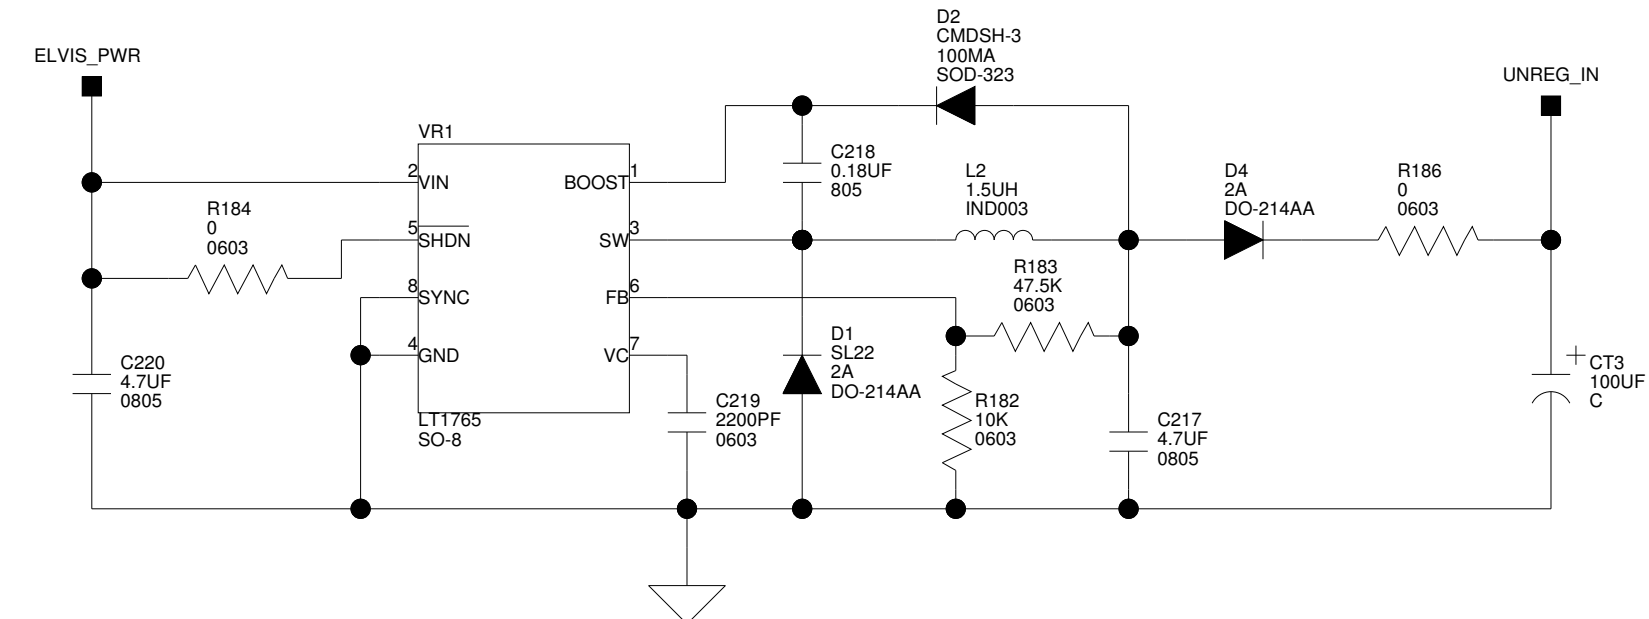 D2
CMDSH-3
100MA
SOD-323
ELVIS_PWR
UNREG_IN
VR1
2
VIN
BOOST
1
C218
0.18UF
805
L2
1.5UH
IND003
D4
2A
DO-214AA
R186
0
0603
R184
0
0603
5
SHDN
SW
3
8
SYNC
FB
6
R183
47.5K
0603
4
GND
VC
7
D1
SL22
2A
DO-214AA
C220
4.7UF
0805
LT1765
SO-8
C219
2200PF
0603
R182
10K
0603
C217
4.7UF
0805
+
CT3
100UF
C